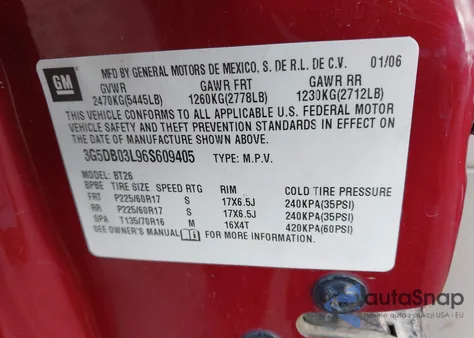 GM
MFD BY GENERAL MOTORS DE MEXICO, S. DE R.L. DE C.V. 01/06
GVWR GAWR FRT GAWR RR
2470KG(5445LB) 1260KG(2778LB) 1230KG(2712LB)
THIS VEHICLE CONFORMS TO ALL APPLICABLE U.S. FEDERAL MOTOR
VEHICLE SAFETY AND THEFT PREVENTION STANDARDS IN EFFECT ON
THE DATE OF MANUFACTURE SHOWN ABOVE.
3G5DB03L96S609405 TYPE: M.P.V.
MODEL: BT26
BPBE TIRE SIZE SPEED RTG RIM COLD TIRE PRESSURE
FRT P225/60R17 S 17X6.5J 240KPA(35PSI)
RR P225/60R17 S 17X6.5J 240KPA(35PSI)
SPA T135/70R16 M 16X4T 420KPA(60PSI)
SEE OWNER'S MANUAL FOR MORE INFORMATION.
autoSnap
USA - EU